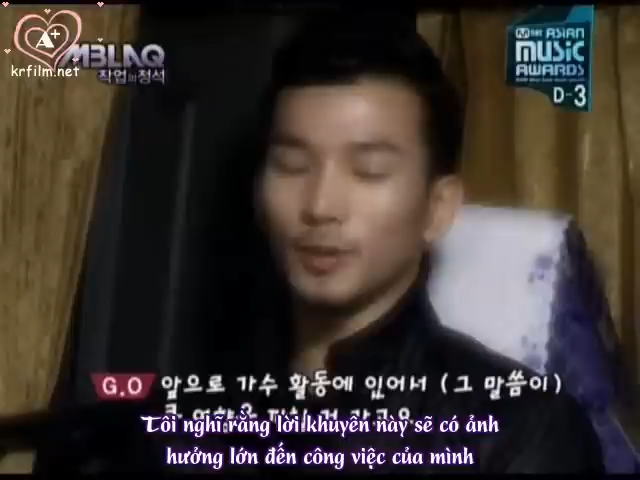 A+
krfilm.net
MBLAQ
작업의정석
Mnet ASIAN
MUSIC
AWARDS
D-3
G.O 앞으로 가수 활동에 있어서 (그 말씀이)
Tôi nghĩ rằng lời khuyên này sẽ có ảnh
hưởng lớn đến công việc của mình